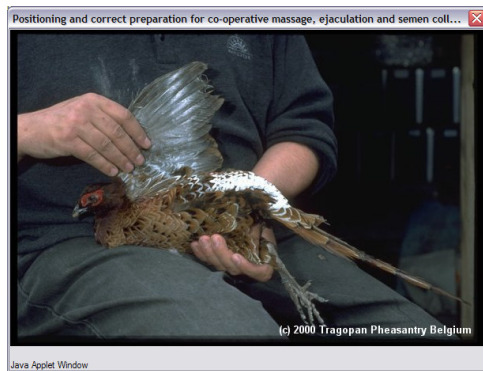 Positioning and correct preparation for co-operative massage, ejaculation and semen coll...
(c) 2000 Tragopan Pheasantry Belgium
Java Applet Window